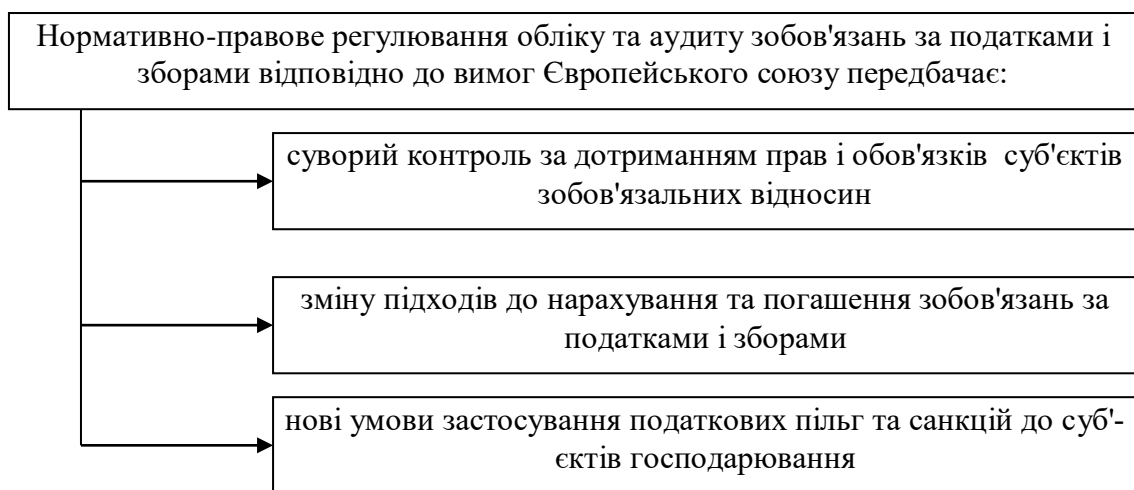 Нормативно-правове регулювання обліку та аудиту зобов'язань за податками і
зборами відповідно до вимог Європейського союзу передбачає:
суворий контроль за дотриманням прав і обов'язків суб'єктів
зобов'язальних відносин
зміну підходів до нарахування та погашення зобов'язань за
податками і зборами
нові умови застосування податкових пільг та санкцій до суб'-
єктів господарювання